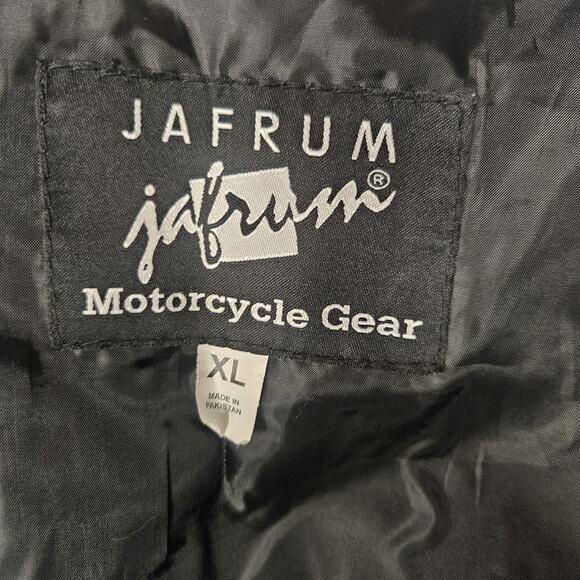 JAFRUM
jafrum®
Motorcycle Gear
XL
MADE IN
PAKISTAN